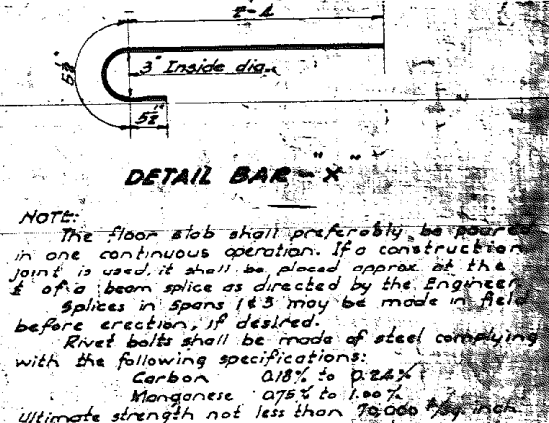 2'-4
5½"
3" Inside dia.
5½"
DETAIL BAR - "X"
NOTE:
The floor slab shall preferably be poured
in one continuous operation. If a construction
joint is used, it shall be placed approx at the
℄ of a beam splice as directed by the Engineer
Splices in Spans 1&3 may be made in field
before erection, if desired.
Rivet bolts shall be made of steel complying
with the following specifications:
Carbon 0.18% to 0.24%
Manganese 0.75% to 1.00%
Ultimate strength not less than 70,000 #/sq inch